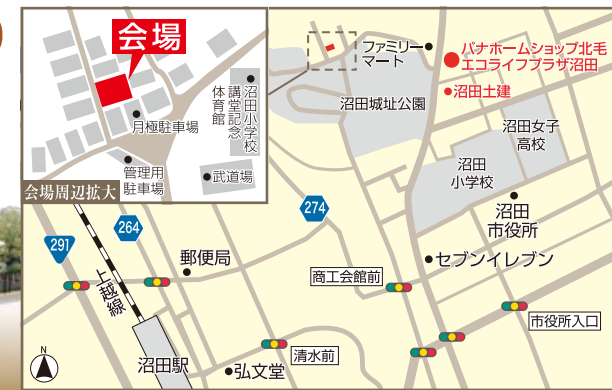 会場
沼田小学校
講堂記念
体育館
月極駐車場
管理用
駐車場
武道場
会場周辺拡大
ファミリー
マート
パナホームショップ北毛
エコライフプラザ沼田
沼田土建
沼田城址公園
沼田女子
高校
沼田
小学校
沼田
市役所
274
264
291
上越線
郵便局
セブンイレブン
商工会館前
市役所入口
清水前
沼田駅
弘文堂
N